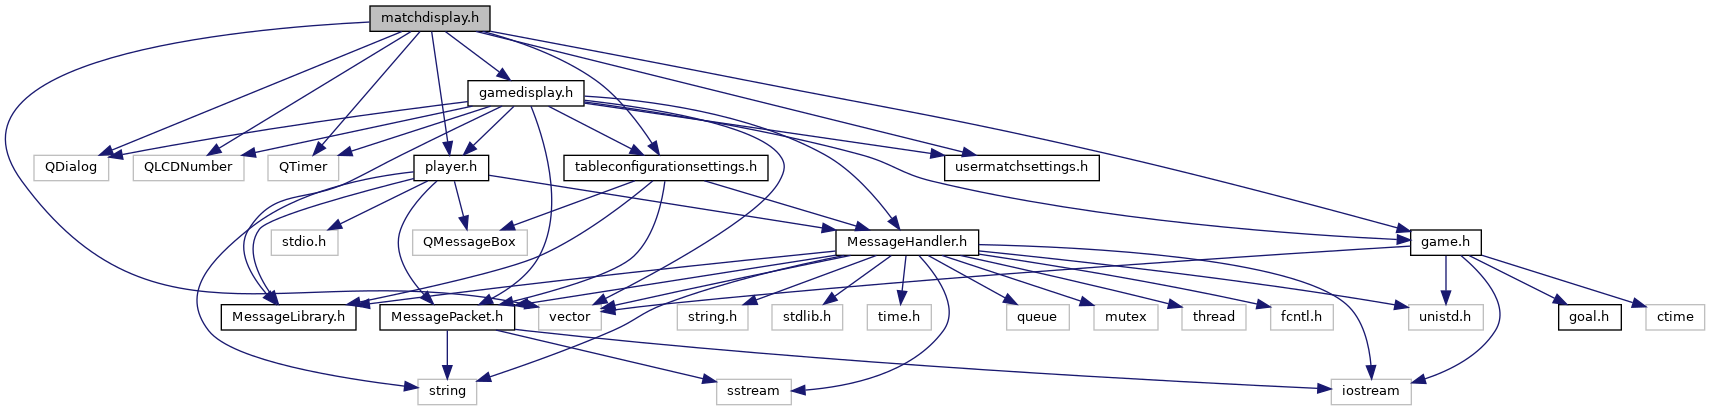 matchdisplay.h
gamedisplay.h
QDialog
QLCDNumber
QTimer
player.h
tableconfigurationsettings.h
usermatchsettings.h
stdio.h
QMessageBox
MessageHandler.h
game.h
MessageLibrary.h
MessagePacket.h
vector
string.h
stdlib.h
time.h
queue
mutex
thread
fcntl.h
unistd.h
goal.h
ctime
string
sstream
iostream